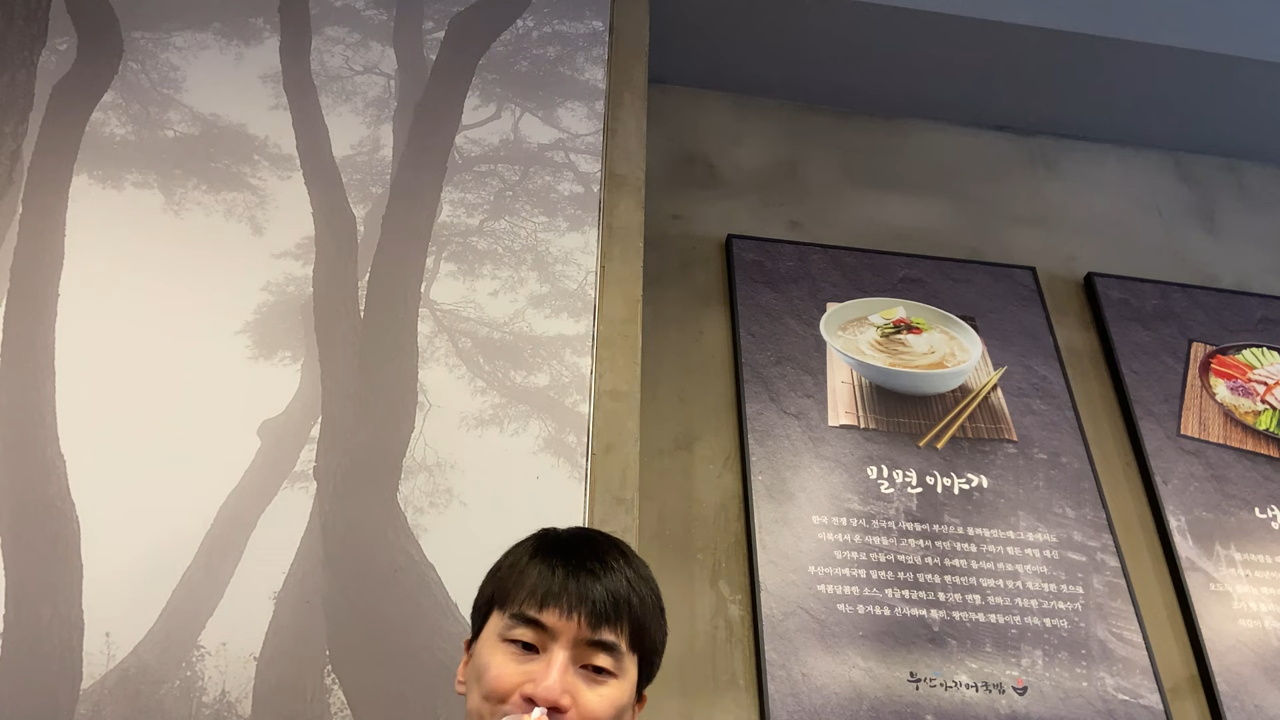 밀면 이야기
한국 전쟁 당시, 전국의 사람들이 부산으로 몰려들었는데 그 중에서도
이북에서 온 사람들이 고향에서 먹던 냉면을 구하기 힘든 메밀 대신
밀가루로 만들어 먹었던 데서 유래한 음식이 바로 밀면이다.
부산아지매국밥 밀면은 부산 밀면을 현대인의 입맛에 맞게 재조명한 것으로
매콤달콤한 소스, 탱글탱글하고 쫄깃한 면발, 진하고 개운한 고기육수가
먹는 즐거움을 선사하며 특히, 왕만두를 곁들이면 더욱 별미다.
부산아지매국밥